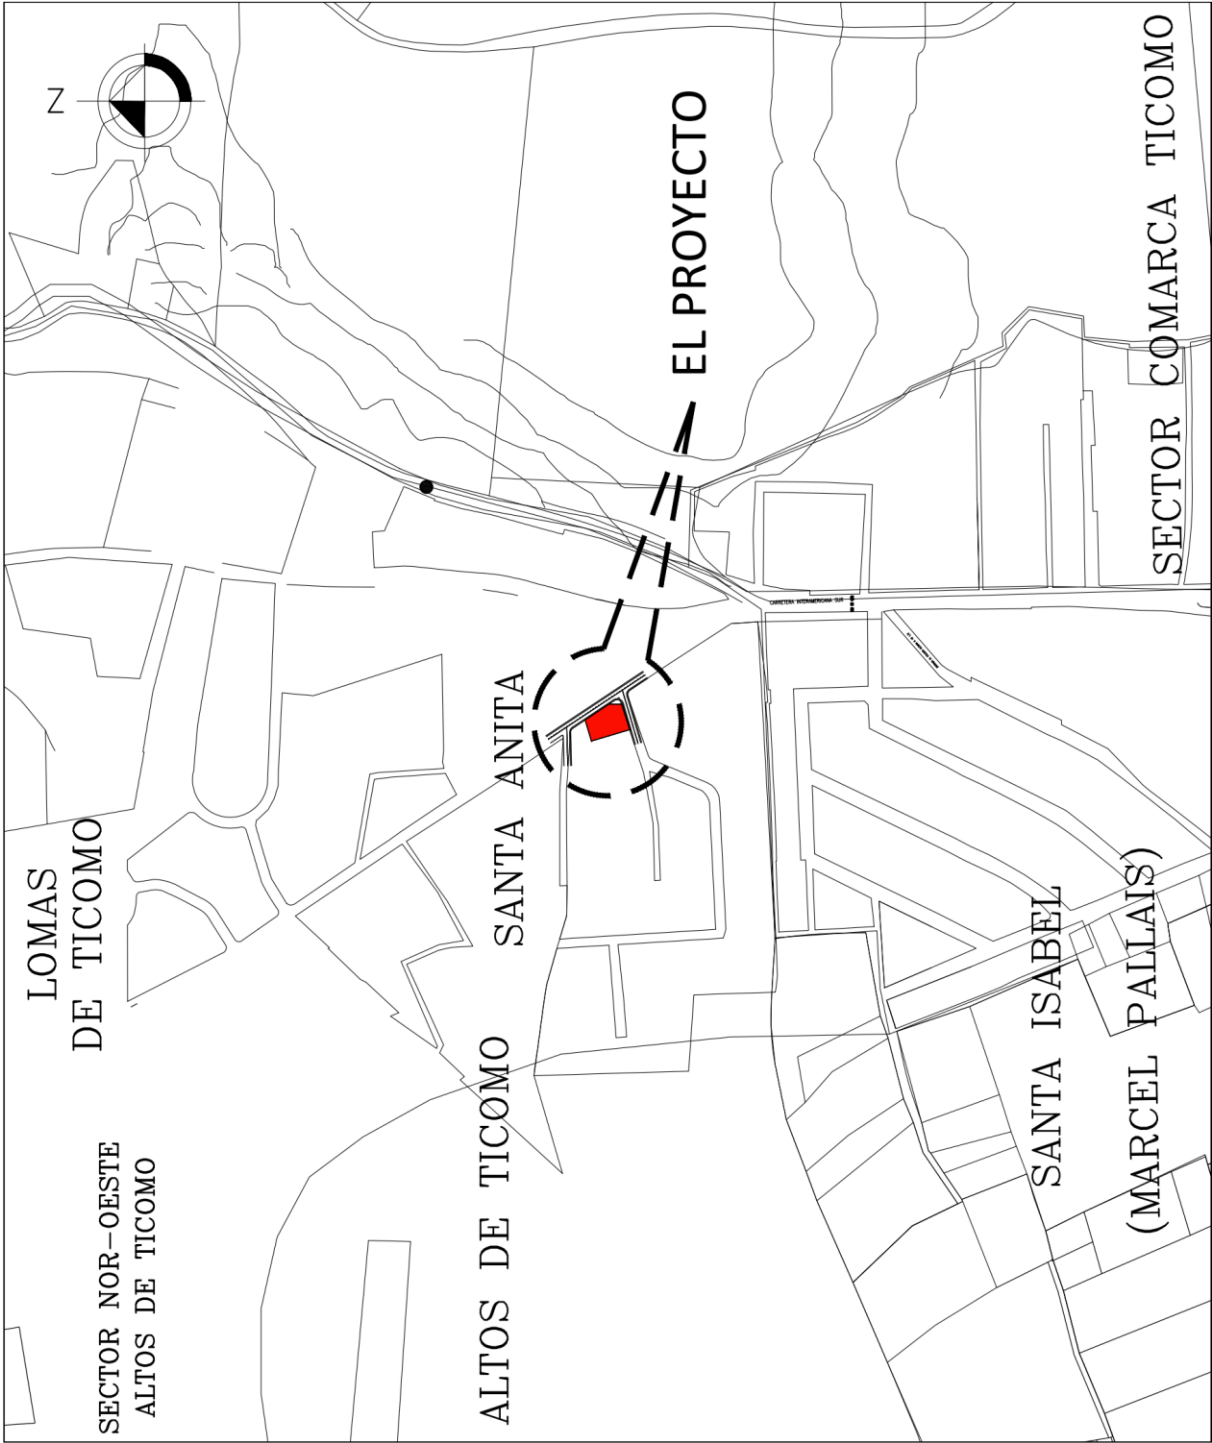 N
LOMAS
DE TICOMO
SECTOR NOR-OESTE
ALTOS DE TICOMO
ALTOS DE TICOMO
SANTA ANITA
EL PROYECTO
CARRETERA INTERAMERICANA SUR
SANTA ISABEL
(MARCEL PALLAIS)
SECTOR COMARCA TICOMO